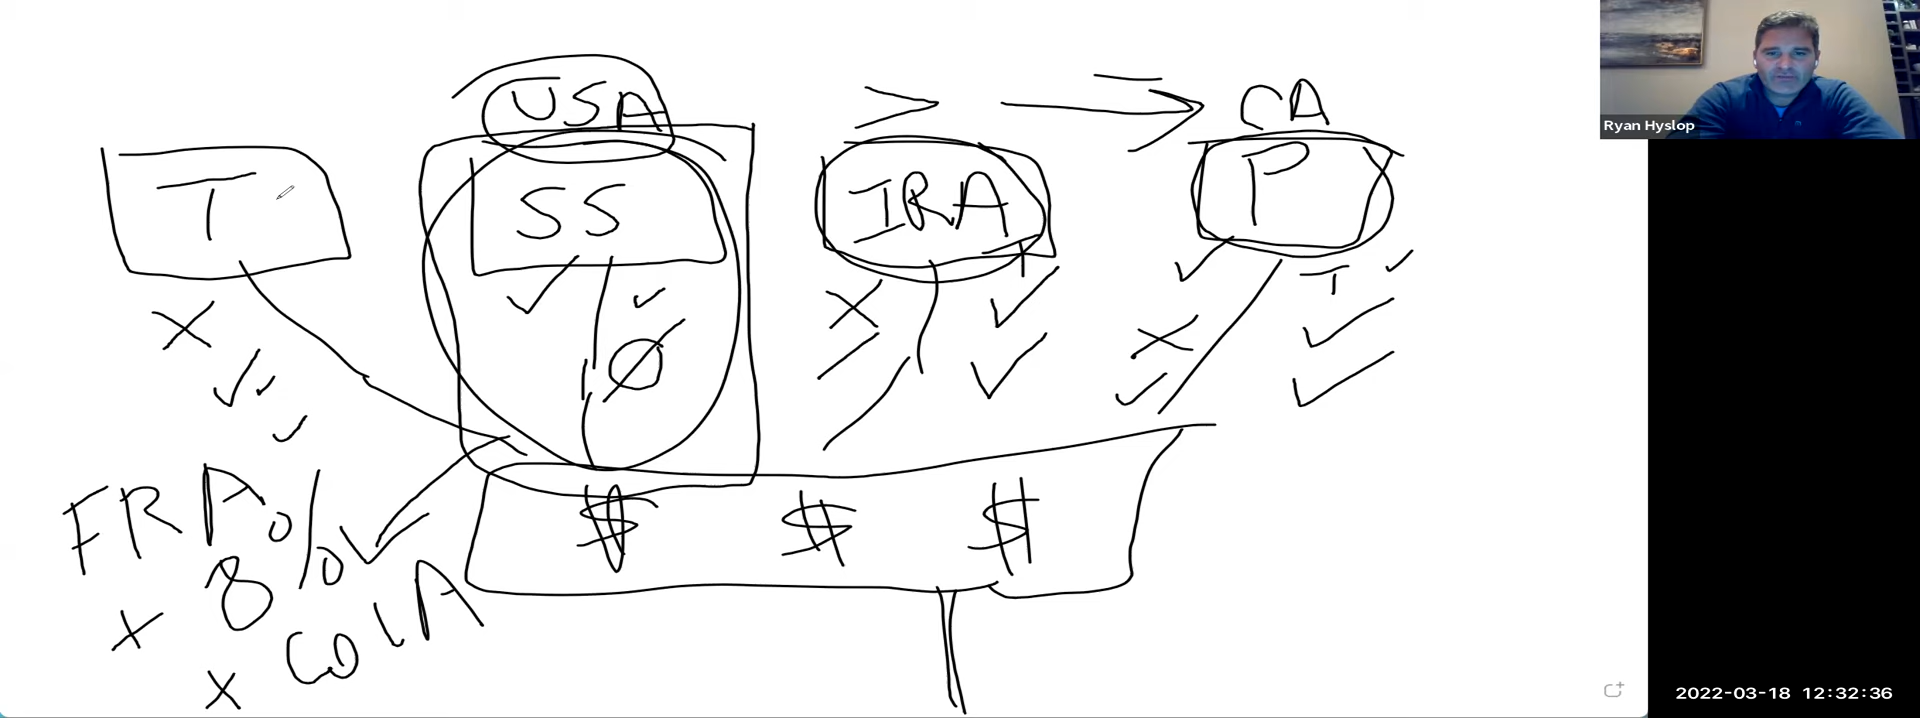 USA > CA
T SS IRA P
T
FRA
+ 8%
$ $ $
x COLA
Ryan Hyslop
2022-03-18 12:32:36